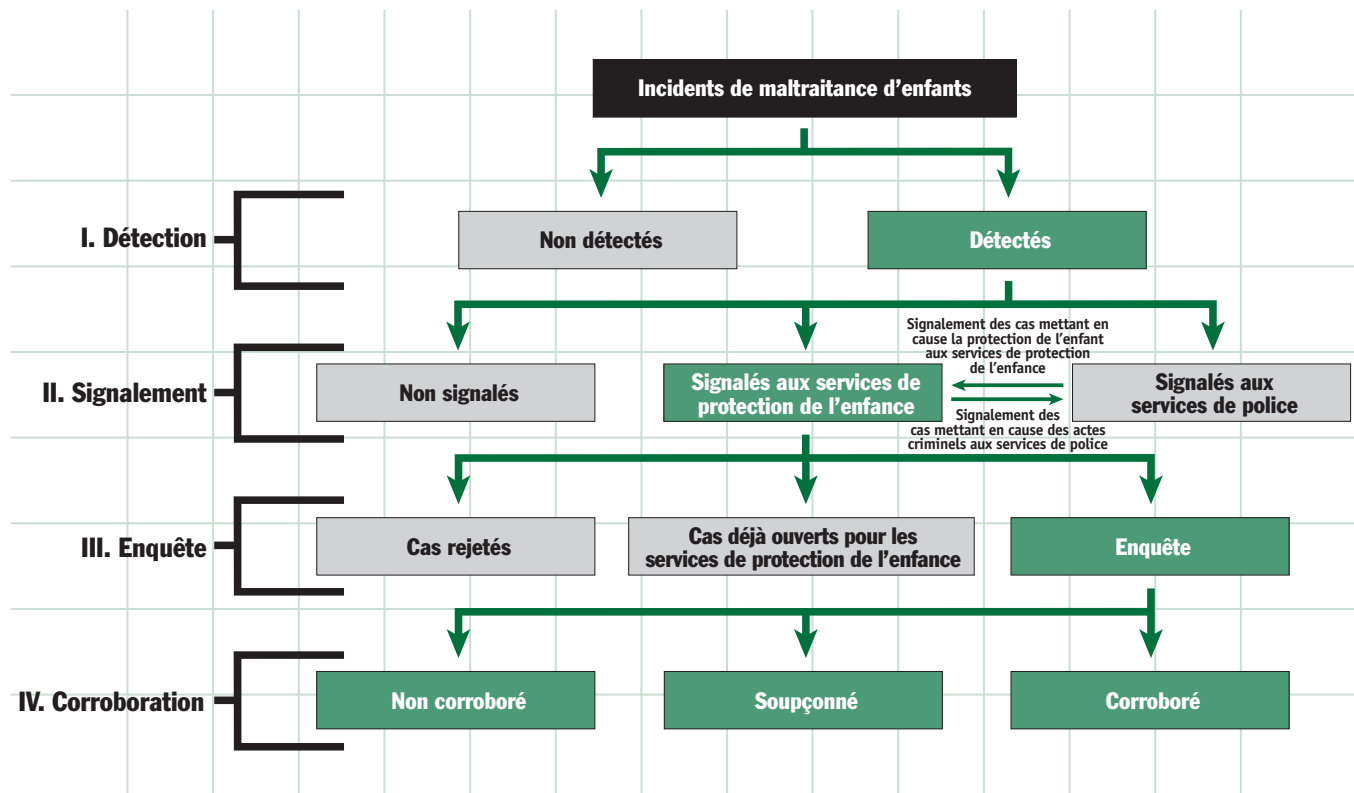 Incidents de maltraitance d’enfants
I. Détection
Non détectés
Détectés
Signalement des cas mettant en
cause la protection de l’enfant
aux services de protection
de l’enfance
II. Signalement
Non signalés
Signalés aux services de
protection de l’enfance
Signalés aux
services de police
Signalement des
cas mettant en cause des actes
criminels aux services de police
III. Enquête
Cas rejetés
Cas déjà ouverts pour les
services de protection de l’enfance
Enquête
IV. Corroboration
Non corroboré
Soupçonné
Corroboré